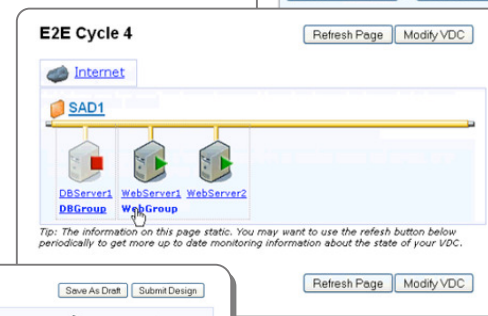 E2E Cycle 4
Refresh Page Modify VDC
Internet
SAD1
DBServer1 WebServer1 WebServer2
DBGroup WebGroup
Tip: The information on this page static. You may want to use the refesh button below
periodically to get more up to date monitoring information about the state of your VDC.
Refresh Page Modify VDC
Save As Draft Submit Design